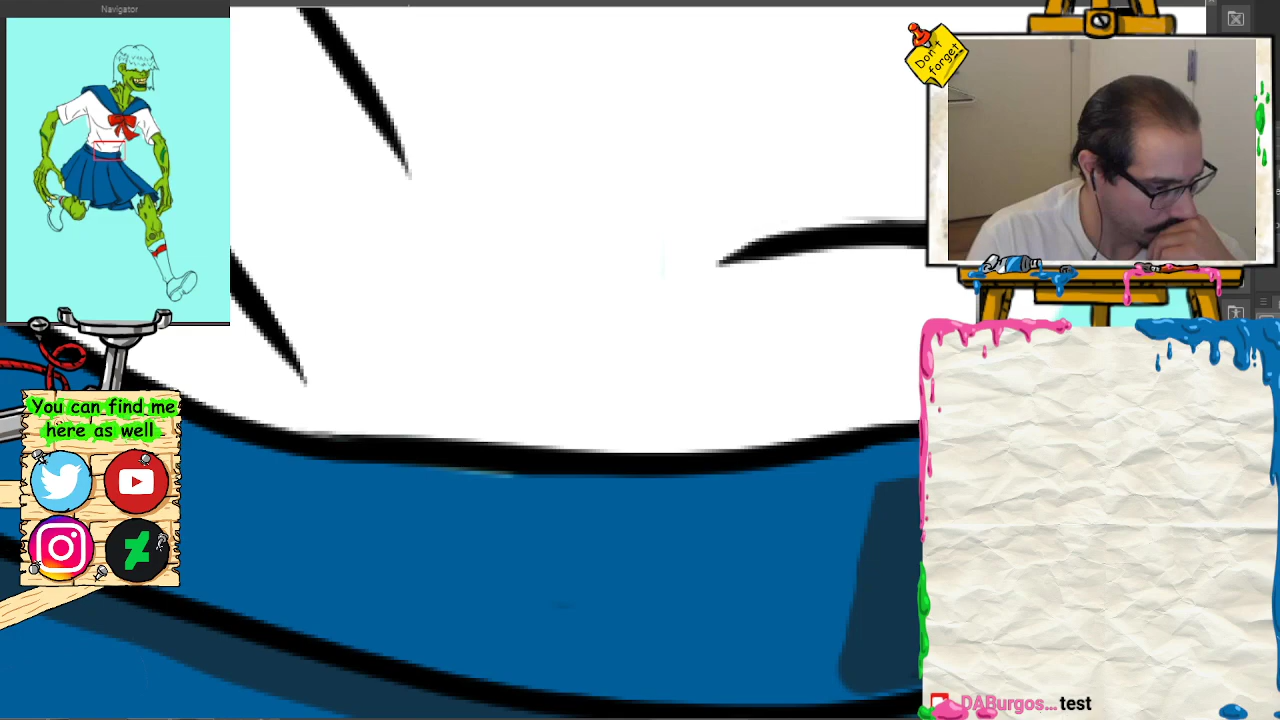 Navigator
Don't
forget
You can find me
here as well
DABurgos... test